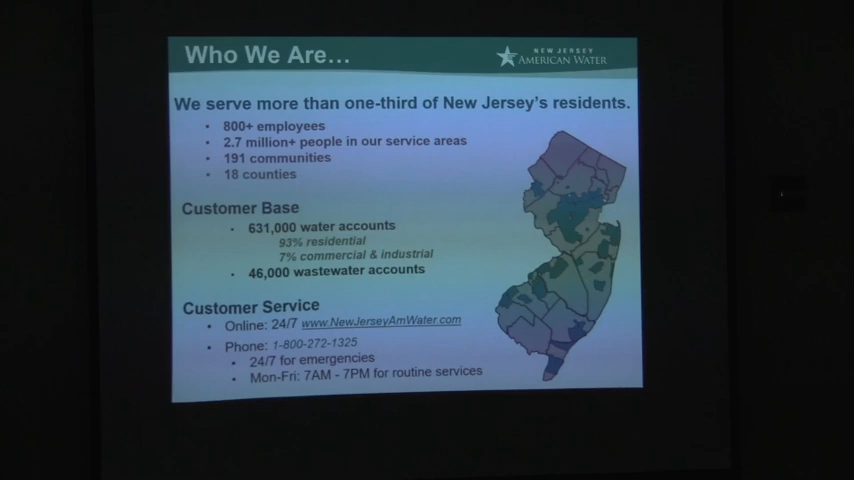 Who We Are…
NEW JERSEY
AMERICAN WATER
We serve more than one-third of New Jersey's residents.
• 800+ employees
• 2.7 million+ people in our service areas
• 191 communities
• 18 counties
Customer Base
• 631,000 water accounts
93% residential
7% commercial & industrial
• 46,000 wastewater accounts
Customer Service
• Online: 24/7 www.NewJerseyAmWater.com
• Phone: 1-800-272-1325
• 24/7 for emergencies
• Mon-Fri: 7AM - 7PM for routine services